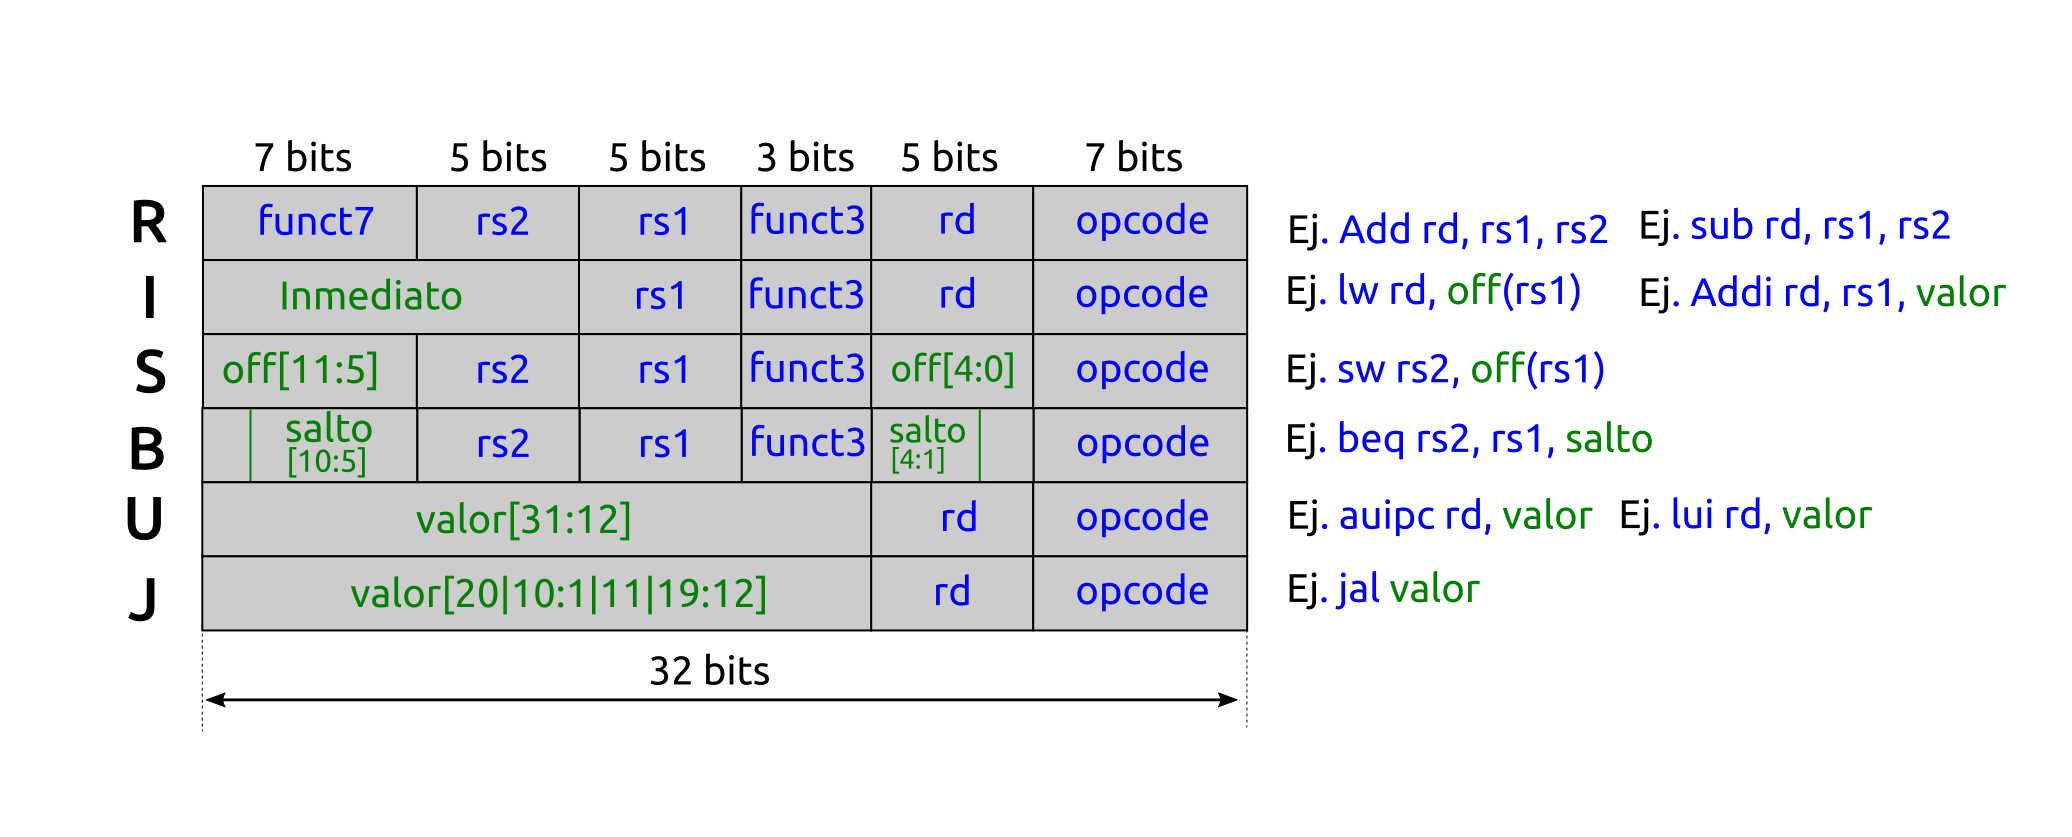 7 bits 5 bits 5 bits 3 bits 5 bits 7 bits
R funct7 rs2 rs1 funct3 rd opcode Ej. Add rd, rs1, rs2 Ej. sub rd, rs1, rs2
I Inmediato rs1 funct3 rd opcode Ej. lw rd, off(rs1) Ej. Addi rd, rs1, valor
S off[11:5] rs2 rs1 funct3 off[4:0] opcode Ej. sw rs2, off(rs1)
B salto [10:5] rs2 rs1 funct3 salto [4:1] opcode Ej. beq rs2, rs1, salto
U valor[31:12] rd opcode Ej. auipc rd, valor Ej. lui rd, valor
J valor[20|10:1|11|19:12] rd opcode Ej. jal valor
32 bits